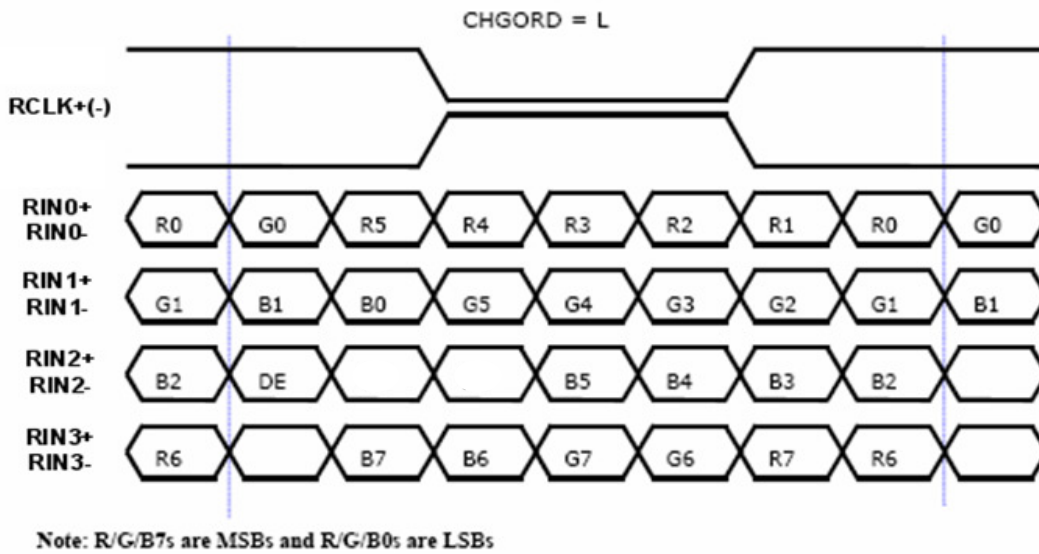 CHGORD = L
RCLK+(-)
RIN0+
RIN0-
R0 G0 R5 R4 R3 R2 R1 R0 G0
RIN1+
RIN1-
G1 B1 B0 G5 G4 G3 G2 G1 B1
RIN2+
RIN2-
B2 DE B5 B4 B3 B2
RIN3+
RIN3-
R6 B7 B6 G7 G6 R7 R6
Note: R/G/B7s are MSBs and R/G/B0s are LSBs